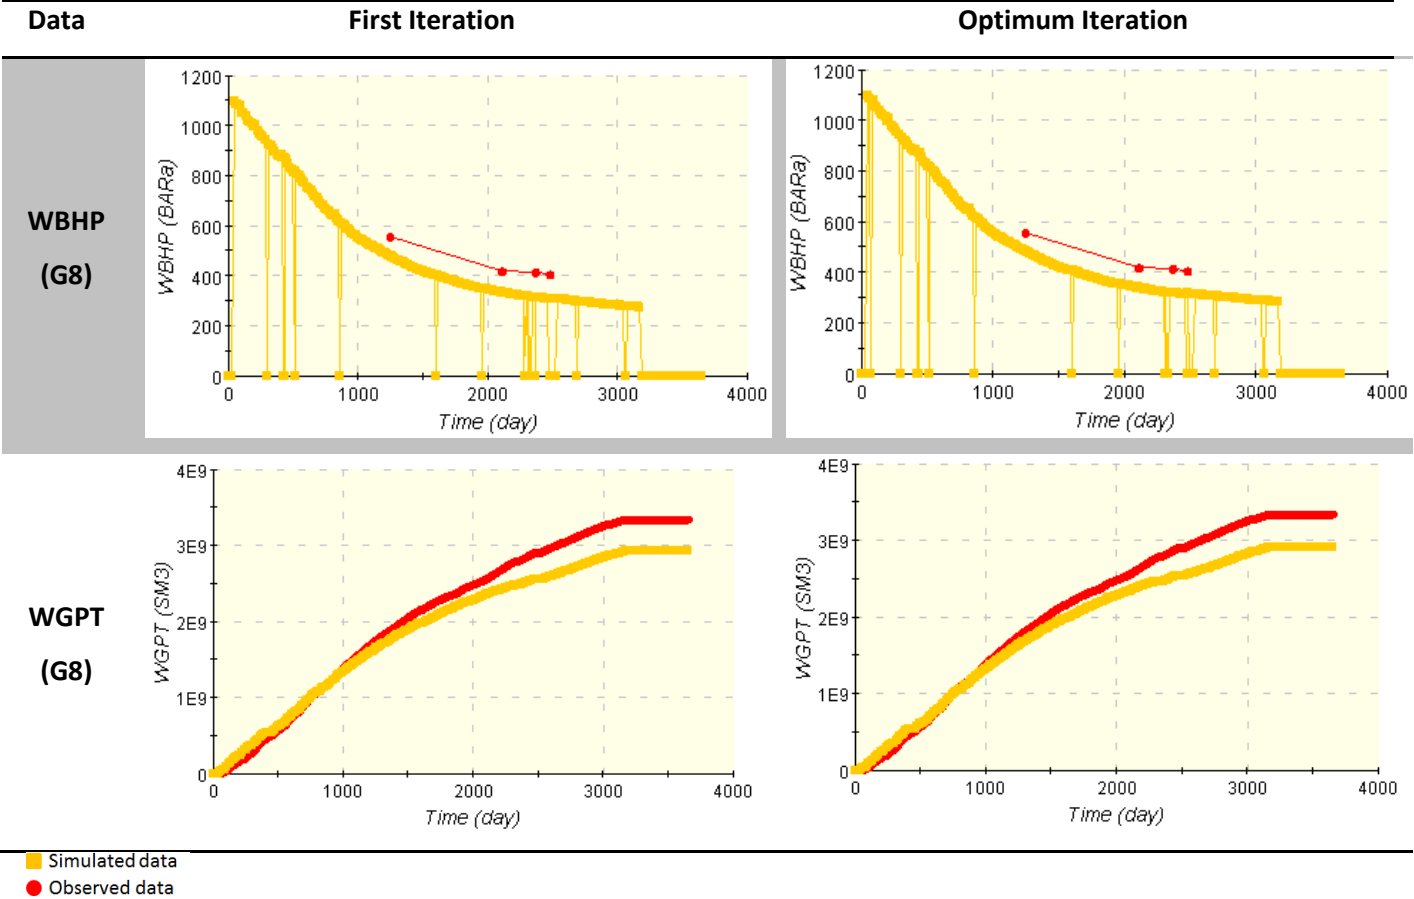 Data First Iteration Optimum Iteration
WBHP
(G8)
1200
1000
800
600
400
200
0
WBHP (BARa)
0 1000 2000 3000 4000
Time (day)
1200
1000
800
600
400
200
0
WBHP (BARa)
0 1000 2000 3000 4000
Time (day)
WGPT
(G8)
4E9
3E9
2E9
1E9
0
WGPT (SM3)
0 1000 2000 3000 4000
Time (day)
4E9
3E9
2E9
1E9
0
WGPT (SM3)
0 1000 2000 3000 4000
Time (day)
Simulated data
Observed data